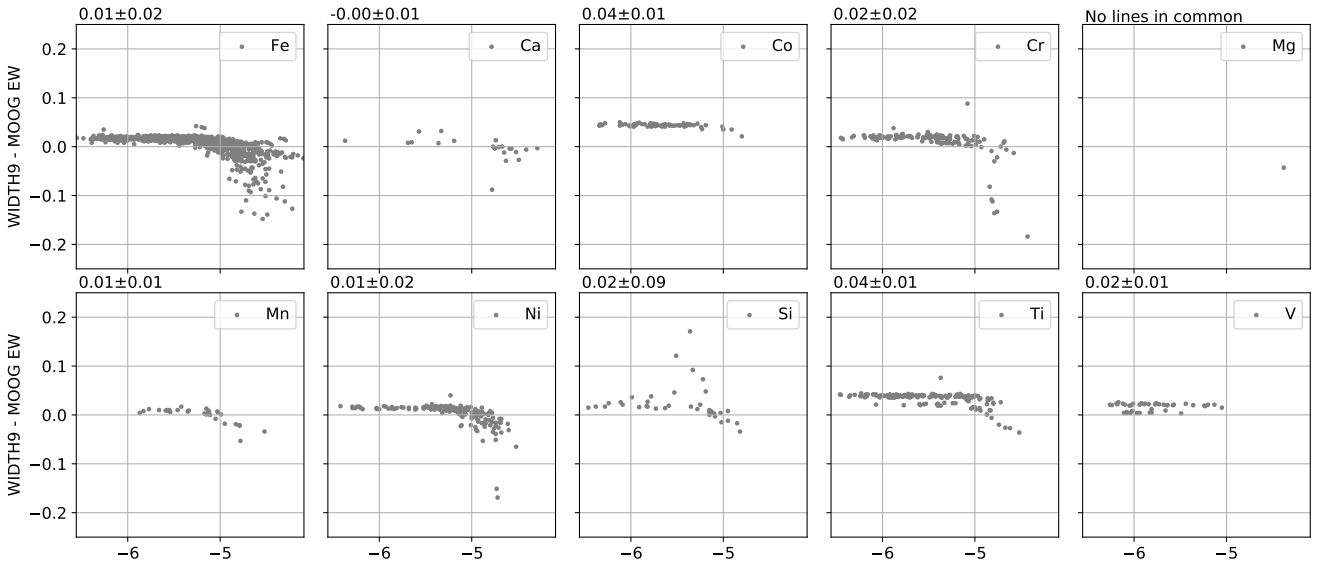 0.01±0.02
-0.00±0.01
0.04±0.01
0.02±0.02
No lines in common
Fe
Ca
Co
Cr
Mg
WIDTH9 - MOOG EW
0.2
0.1
0.0
−0.1
−0.2
0.01±0.01
0.01±0.02
0.02±0.09
0.04±0.01
0.02±0.01
Mn
Ni
Si
Ti
V
WIDTH9 - MOOG EW
0.2
0.1
0.0
−0.1
−0.2
−6 −5
−6 −5
−6 −5
−6 −5
−6 −5